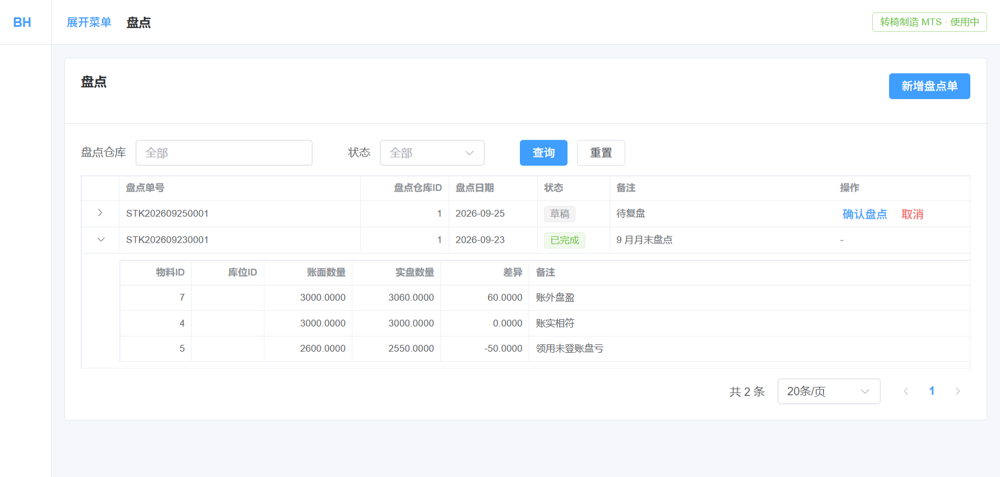 BH
展开菜单 盘点
转椅制造 MTS · 使用中
盘点
新增盘点单
盘点仓库 全部 状态 全部 查询 重置
盘点单号 盘点仓库ID 盘点日期 状态 备注 操作
STK202609250001 1 2026-09-25 草稿 待复盘 确认盘点 取消
STK202609230001 1 2026-09-23 已完成 9 月月末盘点 -
物料ID 库位ID 账面数量 实盘数量 差异 备注
7 3000.0000 3060.0000 60.0000 账外盘盈
4 3000.0000 3000.0000 0.0000 账实相符
5 2600.0000 2550.0000 -50.0000 领用未登账盘亏
共 2 条 20条/页 1